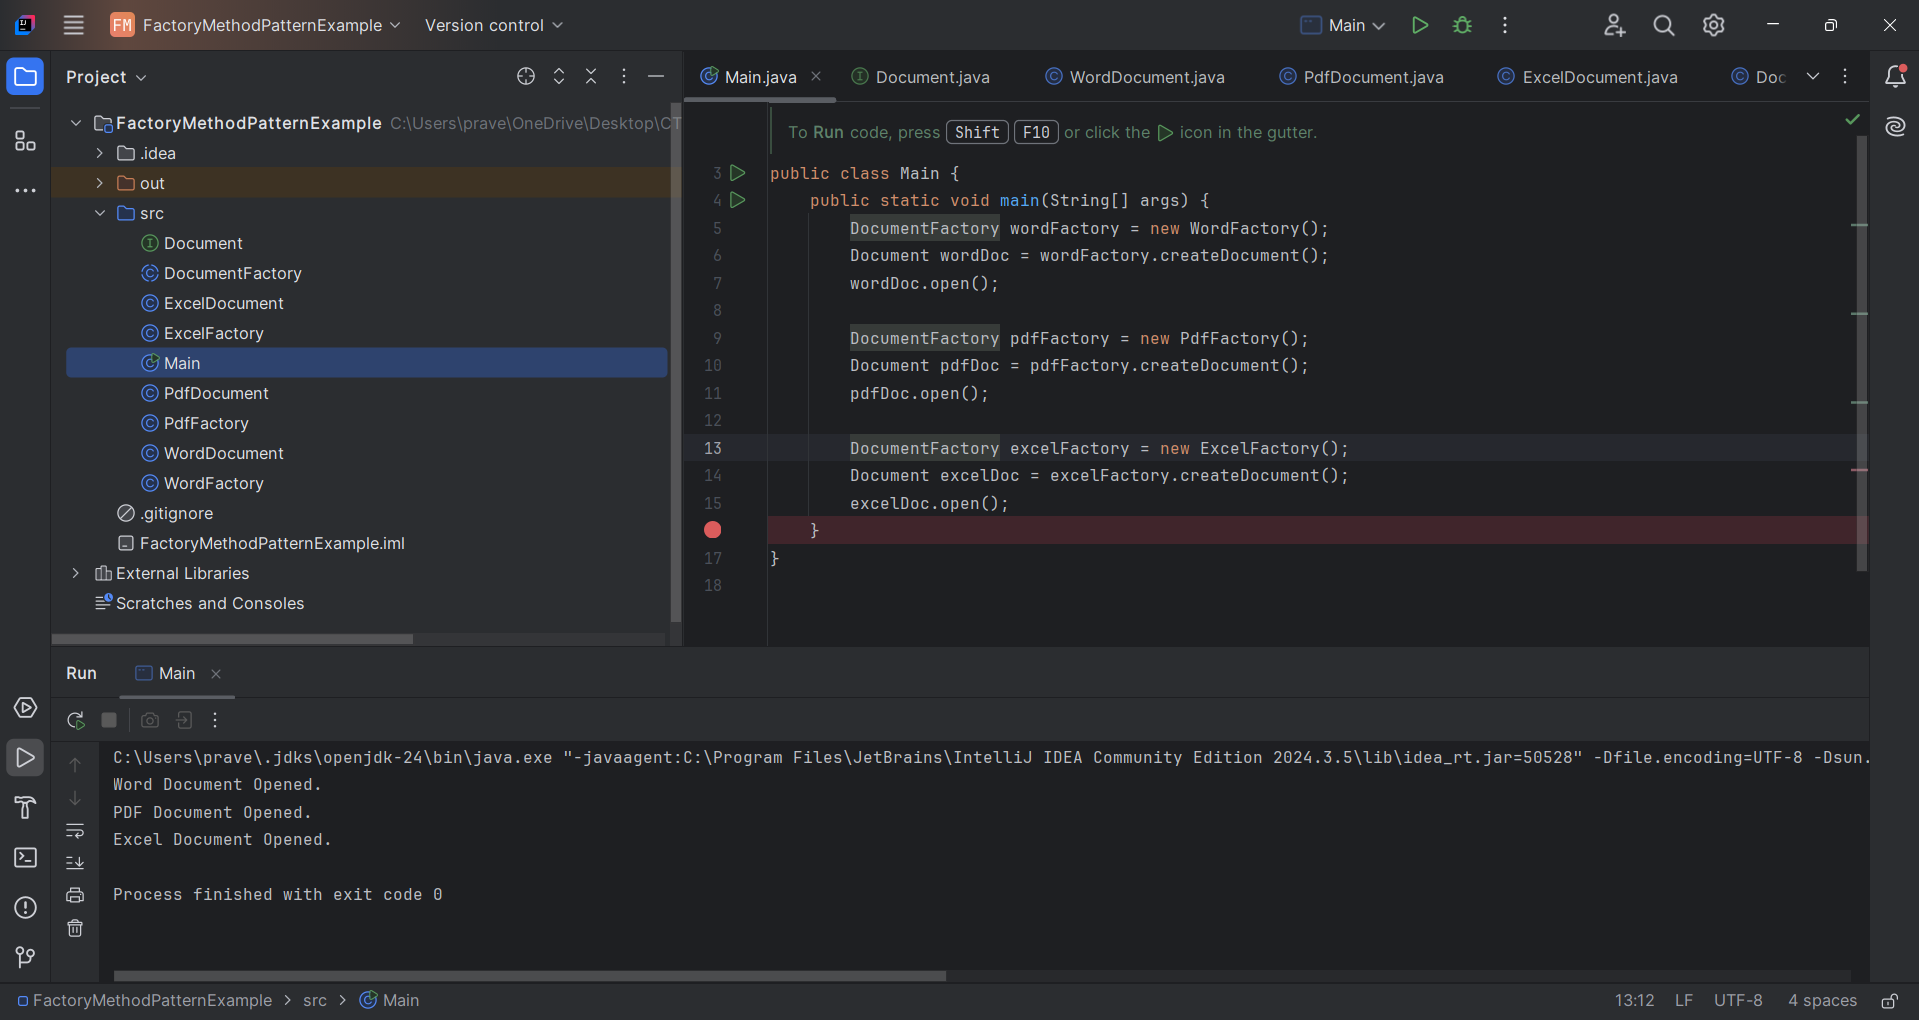 FM FactoryMethodPatternExample Version control Main
Project
Main.java Document.java WordDocument.java PdfDocument.java ExcelDocument.java Doc
FactoryMethodPatternExample C:\Users\prave\OneDrive\Desktop\CT
.idea
out
src
Document
DocumentFactory
ExcelDocument
ExcelFactory
Main
PdfDocument
PdfFactory
WordDocument
WordFactory
.gitignore
FactoryMethodPatternExample.iml
External Libraries
Scratches and Consoles
To Run code, press Shift F10 or click the icon in the gutter.
3 public class Main {
4 public static void main(String[] args) {
5 DocumentFactory wordFactory = new WordFactory();
6 Document wordDoc = wordFactory.createDocument();
7 wordDoc.open();
8
9 DocumentFactory pdfFactory = new PdfFactory();
10 Document pdfDoc = pdfFactory.createDocument();
11 pdfDoc.open();
12
13 DocumentFactory excelFactory = new ExcelFactory();
14 Document excelDoc = excelFactory.createDocument();
15 excelDoc.open();
}
17 }
18
Run Main
C:\Users\prave\.jdks\openjdk-24\bin\java.exe "-javaagent:C:\Program Files\JetBrains\IntelliJ IDEA Community Edition 2024.3.5\lib\idea_rt.jar=50528" -Dfile.encoding=UTF-8 -Dsun.
Word Document Opened.
PDF Document Opened.
Excel Document Opened.
Process finished with exit code 0
FactoryMethodPatternExample src Main 13:12 LF UTF-8 4 spaces